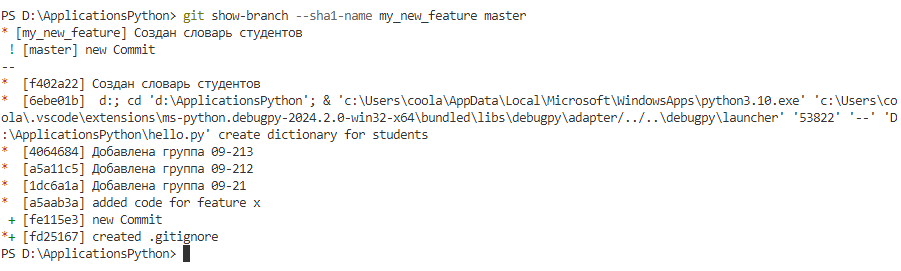 PS D:\ApplicationsPython> git show-branch --sha1-name my_new_feature master
* [my_new_feature] Создан словарь студентов
 ! [master] new Commit
--
*  [f402a22] Создан словарь студентов
*  [6ebe01b]  d:; cd 'd:\ApplicationsPython'; & 'c:\Users\coola\AppData\Local\Microsoft\WindowsApps\python3.10.exe' 'c:\Users\co
ola\.vscode\extensions\ms-python.debugpy-2024.2.0-win32-x64\bundled\libs\debugpy\adapter/../..\debugpy\launcher' '53822' '--' 'D
:\ApplicationPython\hello.py' create dictionary for students
*  [4064684] Добавлена группа 09-213
*  [a5a11c5] Добавлена группа 09-212
*  [1dc6a1a] Добавлена группа 09-21
*  [a5aab3a] added code for feature x
 + [fe115e3] new Commit
*+ [fd25167] created .gitignore
PS D:\ApplicationsPython>